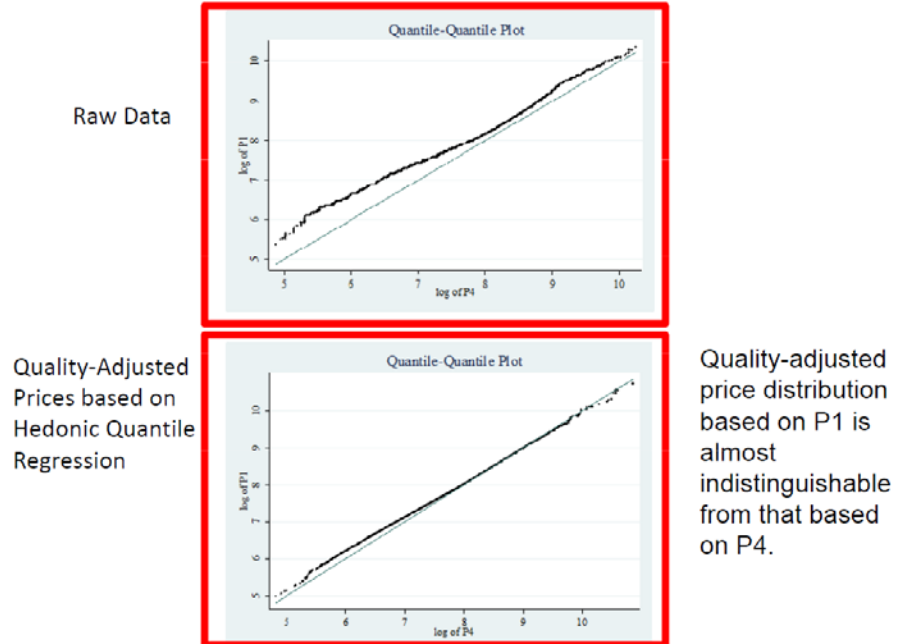 Quantile-Quantile Plot
Raw Data
10
9
8
7
6
5
log of P1
5 6 7 8 9 10
log of P4
Quality-Adjusted
Prices based on
Hedonic Quantile
Regression
Quantile-Quantile Plot
10
9
8
7
6
5
log of P1
5 6 7 8 9 10
log of P4
Quality-adjusted
price distribution
based on P1 is
almost
indistinguishable
from that based
on P4.